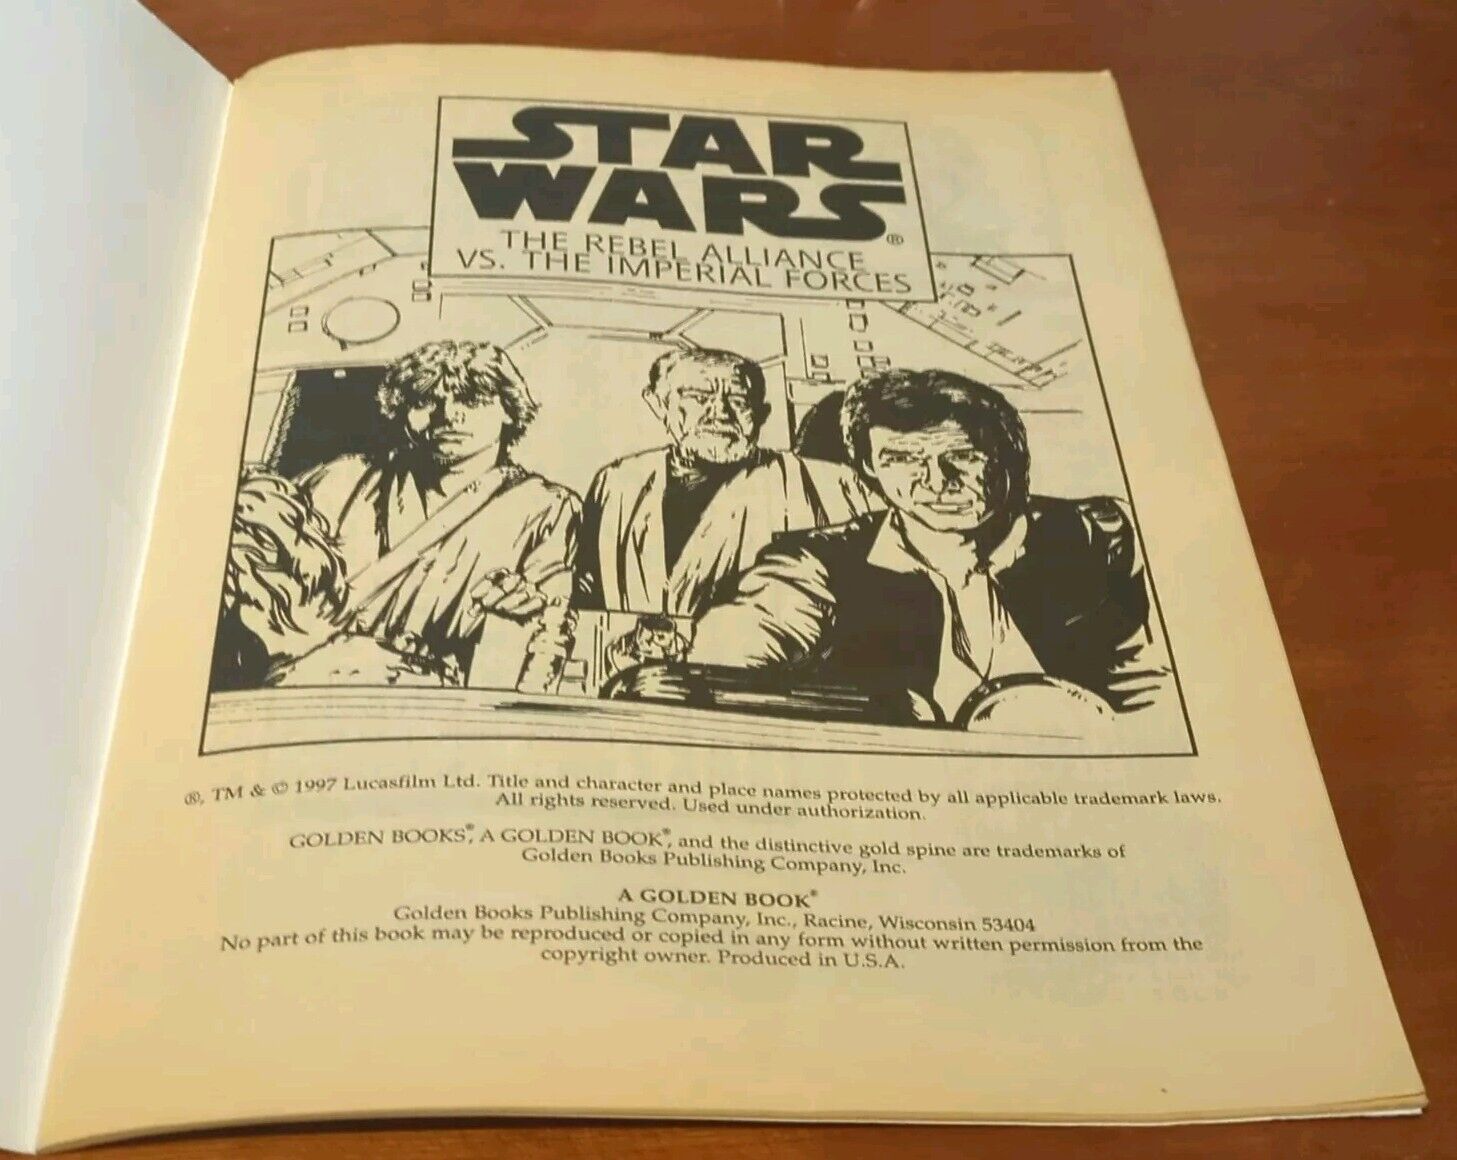 STAR
WARS®
THE REBEL ALLIANCE
VS. THE IMPERIAL FORCES
®, TM & © 1997 Lucasfilm Ltd. Title and character and place names protected by all applicable trademark laws.
All rights reserved. Used under authorization.
GOLDEN BOOKS®, A GOLDEN BOOK®, and the distinctive gold spine are trademarks of
Golden Books Publishing Company, Inc.
A GOLDEN BOOK®
Golden Books Publishing Company, Inc., Racine, Wisconsin 53404
No part of this book may be reproduced or copied in any form without written permission from the
copyright owner. Produced in U.S.A.